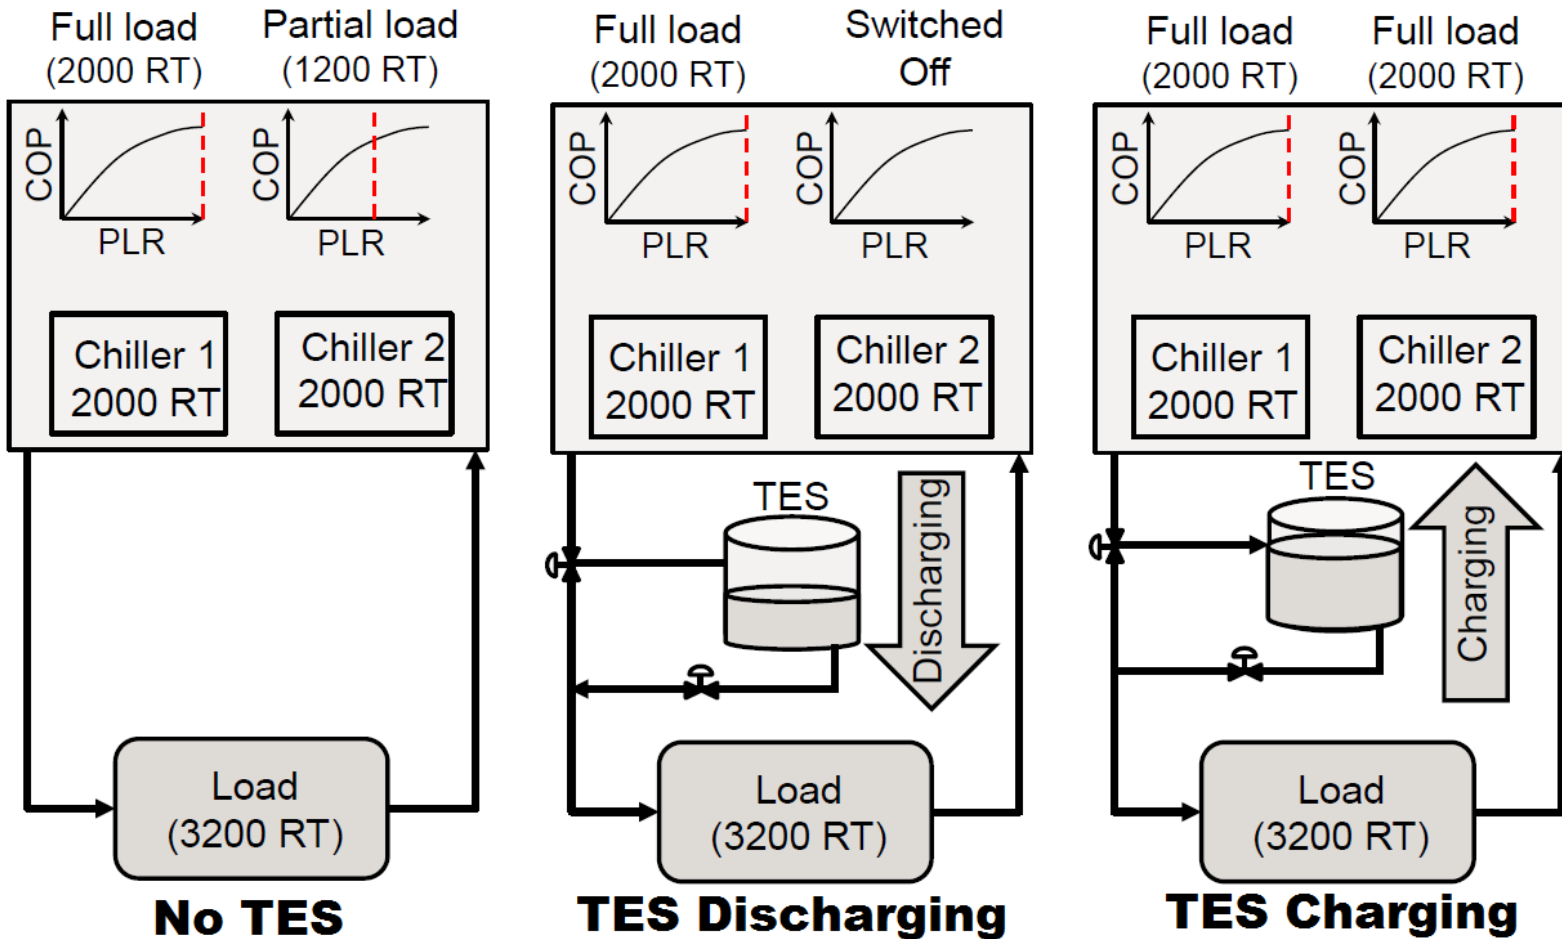 Full load
(2000 RT)
Partial load
(1200 RT)
COP
PLR
COP
PLR
Chiller 1
2000 RT
Chiller 2
2000 RT
Load
(3200 RT)
No TES
Full load
(2000 RT)
Switched
Off
COP
PLR
COP
PLR
Chiller 1
2000 RT
Chiller 2
2000 RT
TES
Discharging
Load
(3200 RT)
TES Discharging
Full load
(2000 RT)
Full load
(2000 RT)
COP
PLR
COP
PLR
Chiller 1
2000 RT
Chiller 2
2000 RT
TES
Charging
Load
(3200 RT)
TES Charging